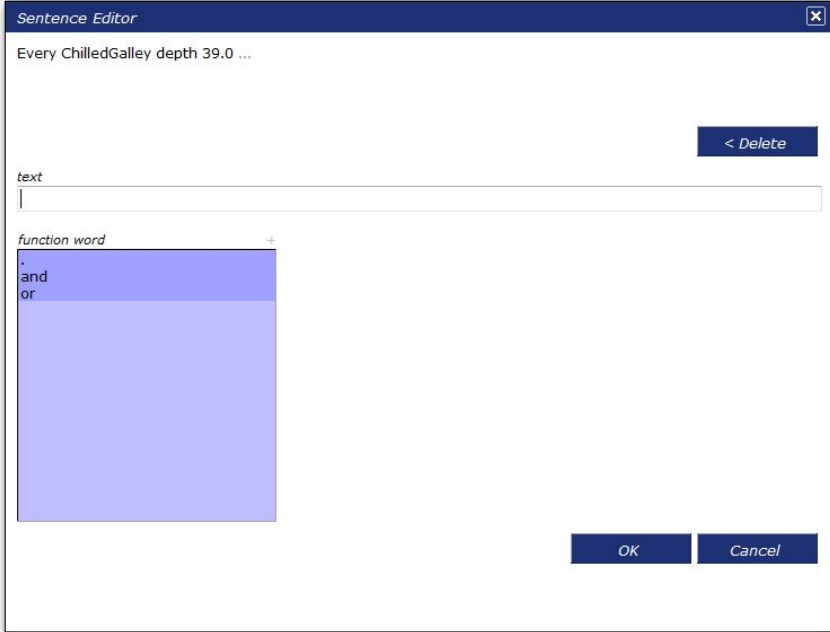 Sentence Editor
Every ChilledGalley depth 39.0 ...
< Delete
text
function word +
.
and
or
OK Cancel